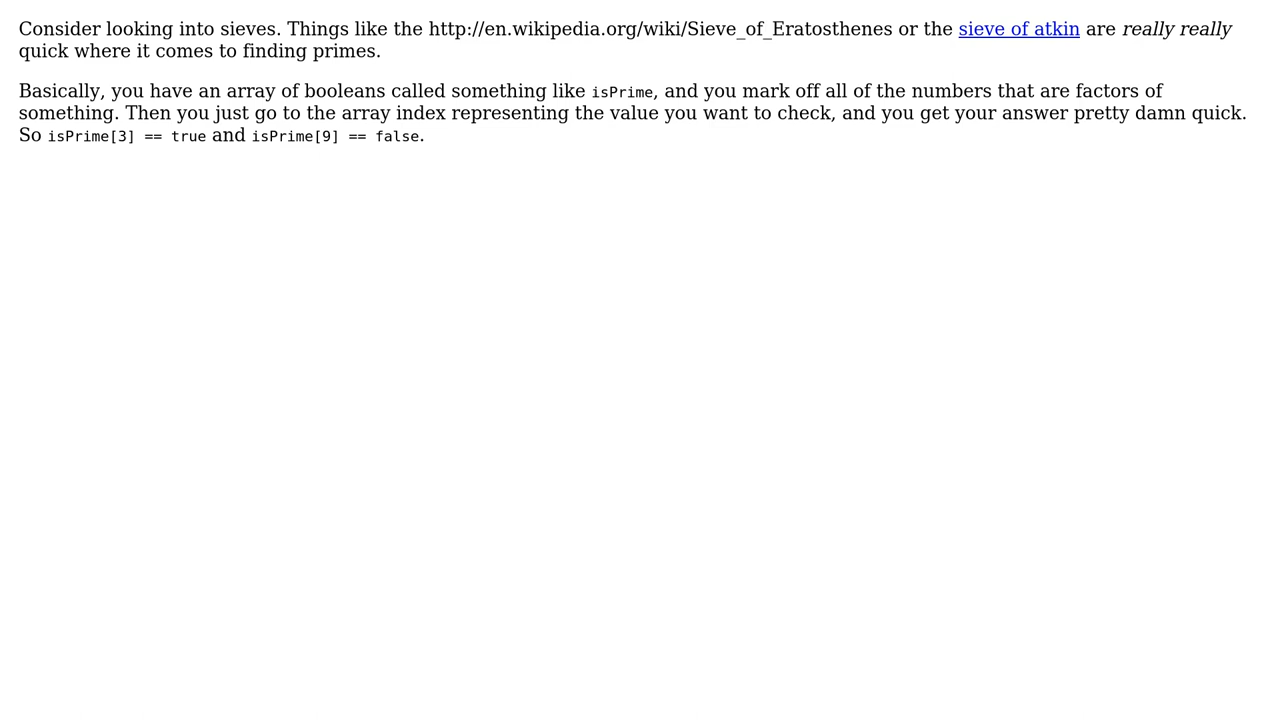 Consider looking into sieves. Things like the http://en.wikipedia.org/wiki/Sieve_of_Eratosthenes or the sieve of atkin are really really
quick where it comes to finding primes.
Basically, you have an array of booleans called something like isPrime, and you mark off all of the numbers that are factors of
something. Then you just go to the array index representing the value you want to check, and you get your answer pretty damn quick.
So isPrime[3] == true and isPrime[9] == false.